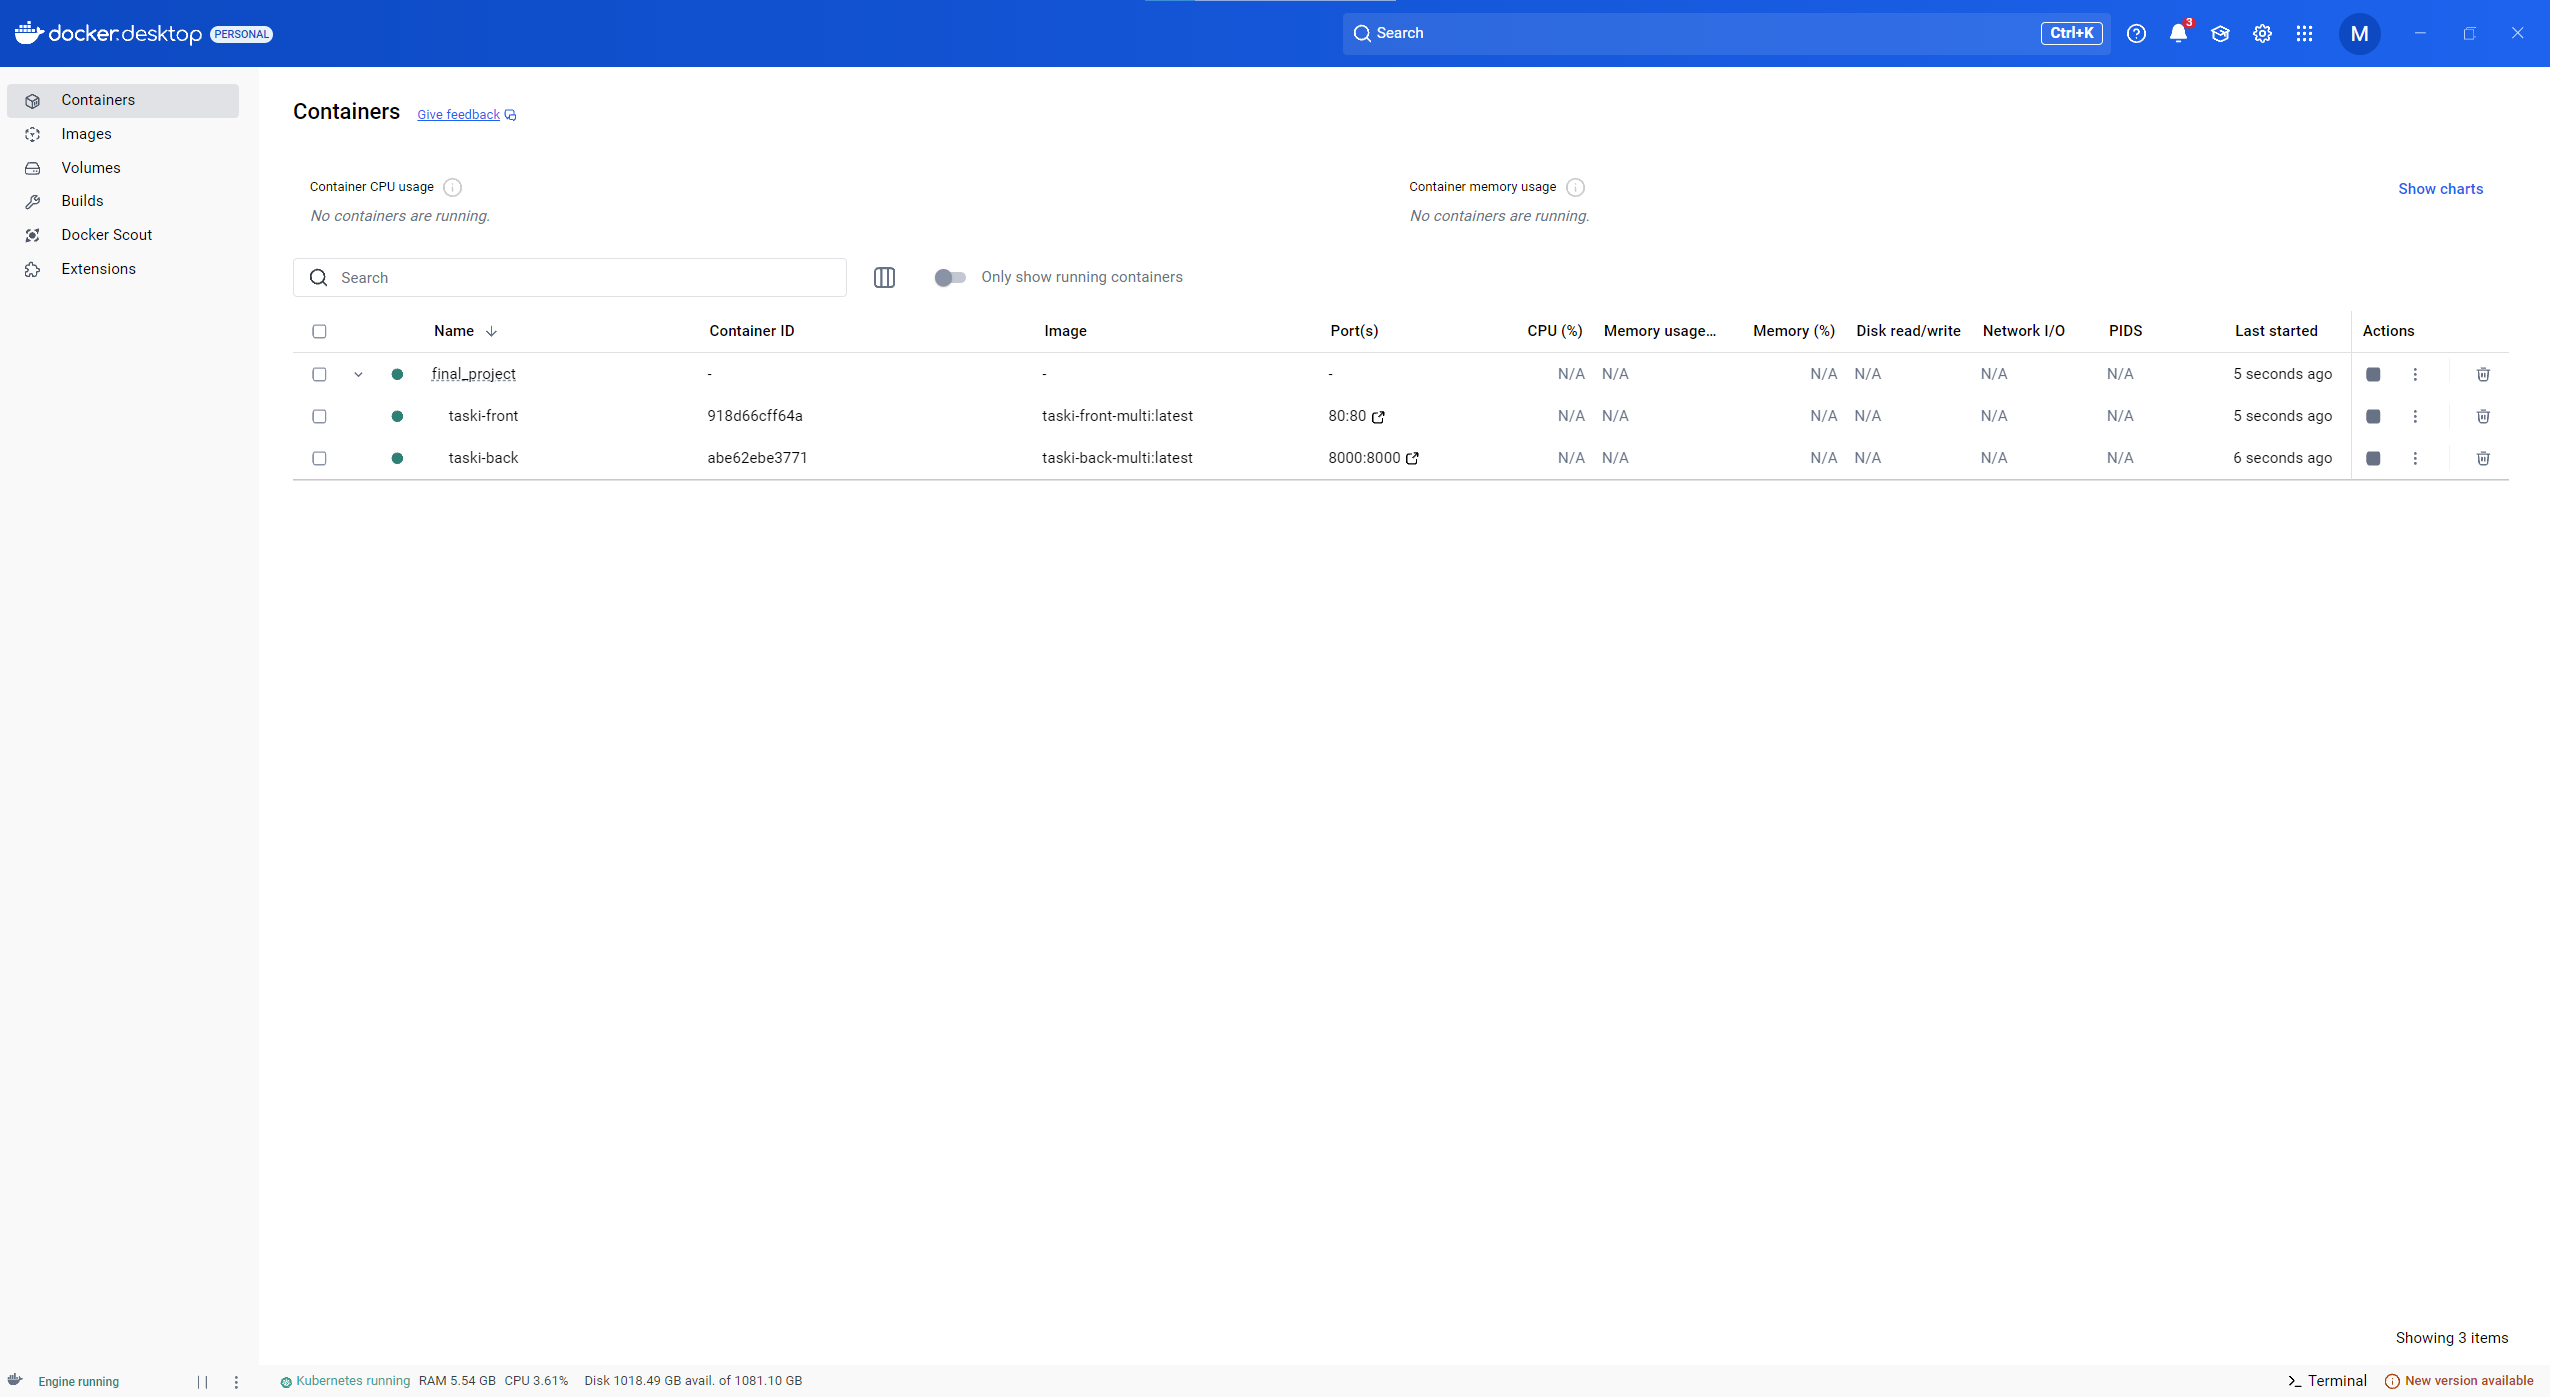 docker.desktop PERSONAL
Search Ctrl+K 3 M
Containers
Images
Volumes
Builds
Docker Scout
Extensions
Containers Give feedback
Container CPU usage
No containers are running.
Container memory usage
No containers are running.
Show charts
Search Only show running containers
Name Container ID Image Port(s) CPU (%) Memory usage... Memory (%) Disk read/write Network I/O PIDS Last started Actions
final_project - - - N/A N/A N/A N/A N/A N/A 5 seconds ago
taski-front 918d66cff64a taski-front-multi:latest 80:80 N/A N/A N/A N/A N/A N/A 5 seconds ago
taski-back abe62ebe3771 taski-back-multi:latest 8000:8000 N/A N/A N/A N/A N/A N/A 6 seconds ago
Showing 3 items
Engine running Kubernetes running RAM 5.54 GB CPU 3.61% Disk 1018.49 GB avail. of 1081.10 GB Terminal New version available